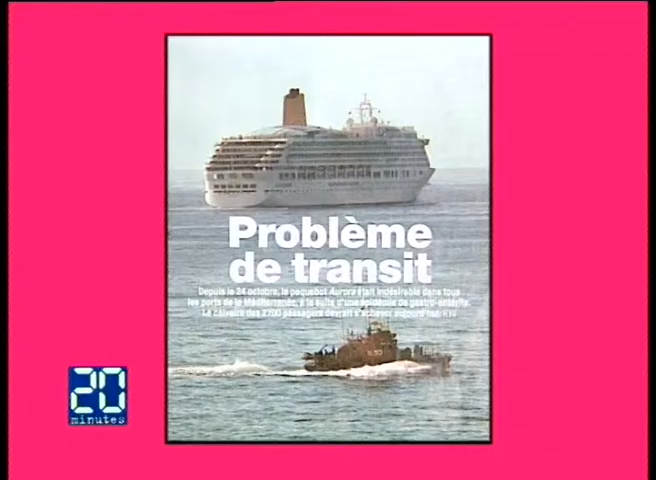 Problème
de transit
Depuis le 24 octobre, le paquebot Aurora était indésirable dans tous
les ports de la Méditerranée, à la suite d'une épidémie de gastro-entérite.
Le calvaire des 2700 passagers devrait s'achever aujourd'hui.
20
minutes